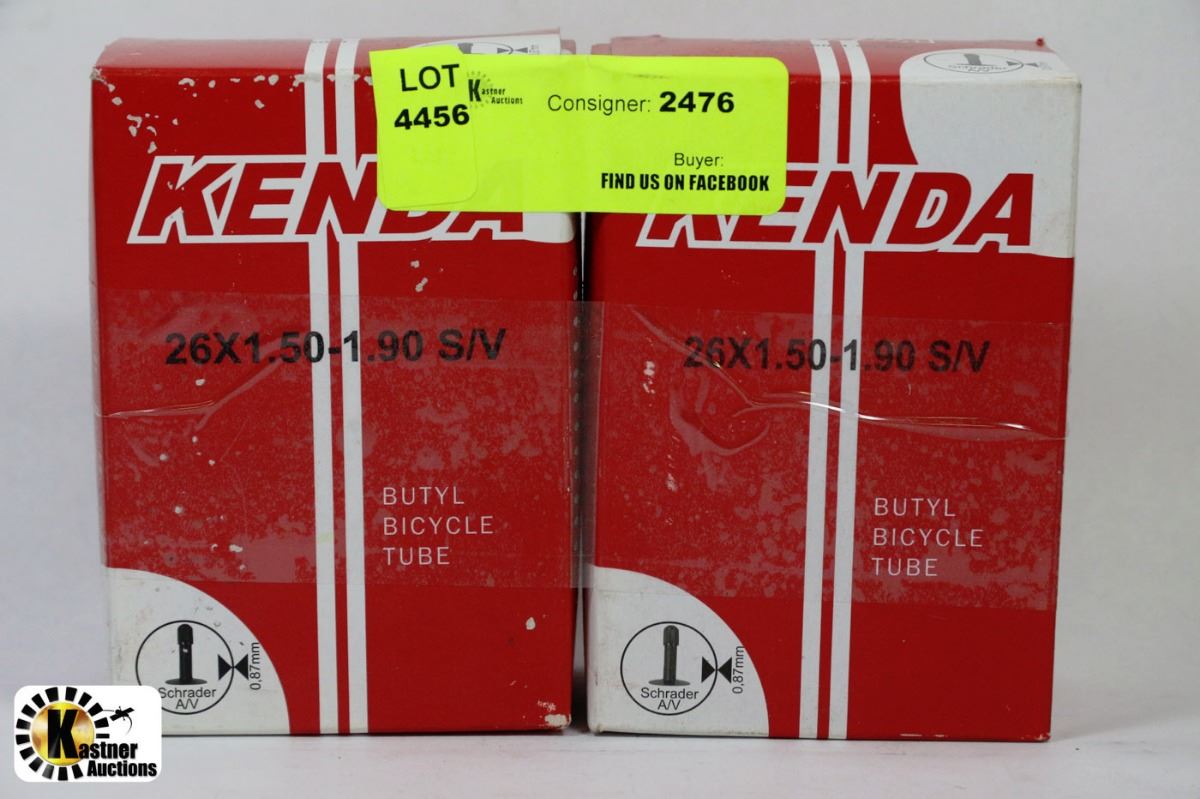 LOT
4456
Kastner
Auctions
Consigner: 2476
Buyer:
FIND US ON FACEBOOK
KENDA
26X1.50-1.90 S/V
BUTYL
BICYCLE
TUBE
Schrader
A/V
0,87mm
Schrader
KENDA
26X1.50-1.90 S/V
BUTYL
BICYCLE
TUBE
Schrader
A/V
0,87mm
Kastner
Auctions